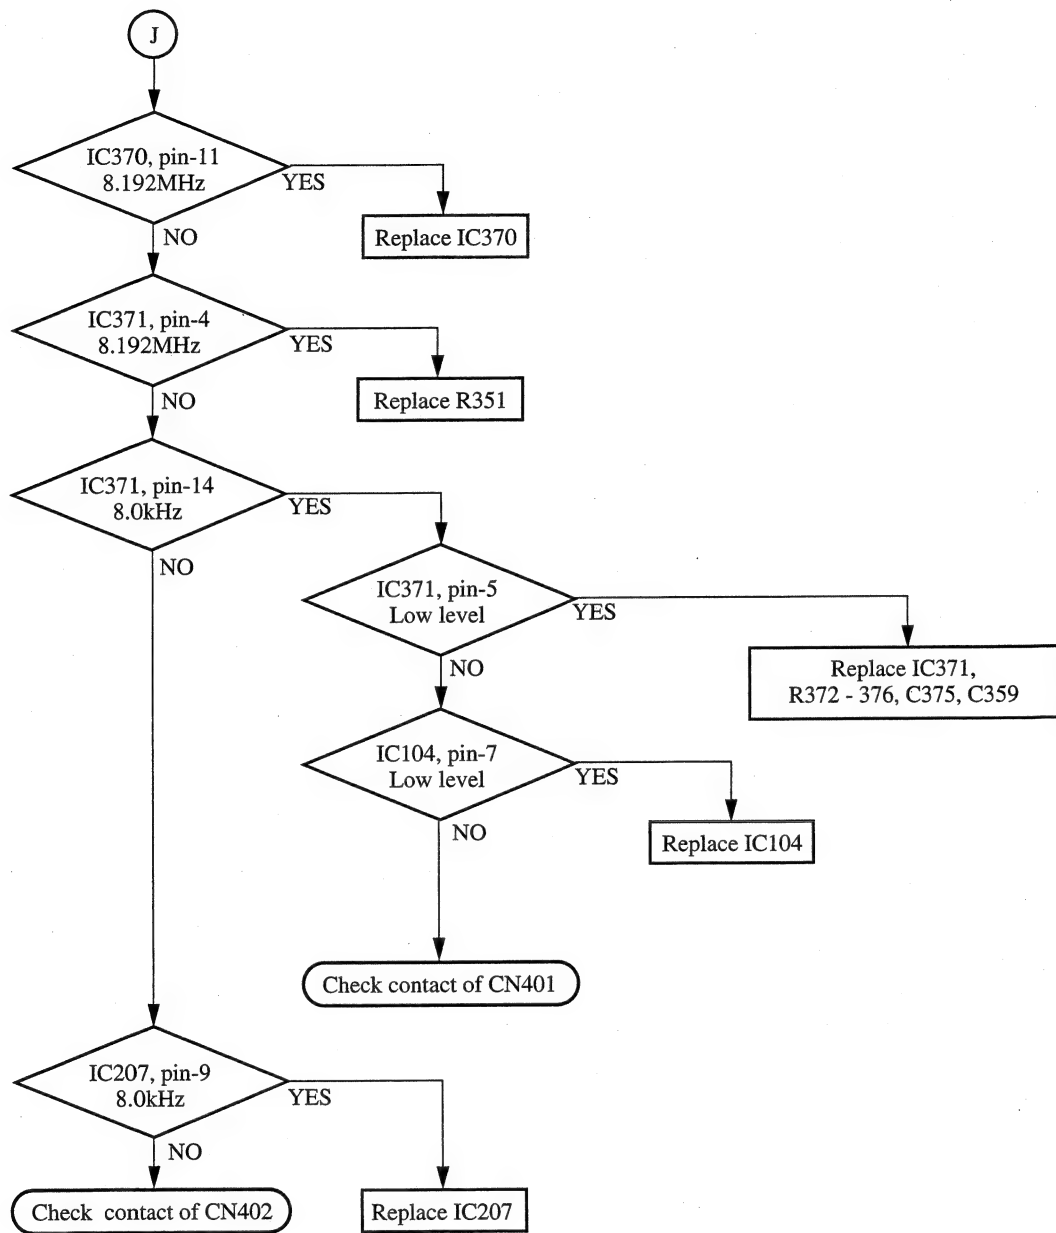 J
IC370, pin-11
8.192MHz
YES
Replace IC370
NO
IC371, pin-4
8.192MHz
YES
Replace R351
NO
IC371, pin-14
8.0kHz
YES
NO
IC371, pin-5
Low level
YES
Replace IC371,
R372 - 376, C375, C359
NO
IC104, pin-7
Low level
YES
Replace IC104
NO
Check contact of CN401
IC207, pin-9
8.0kHz
YES
NO
Check contact of CN402
Replace IC207